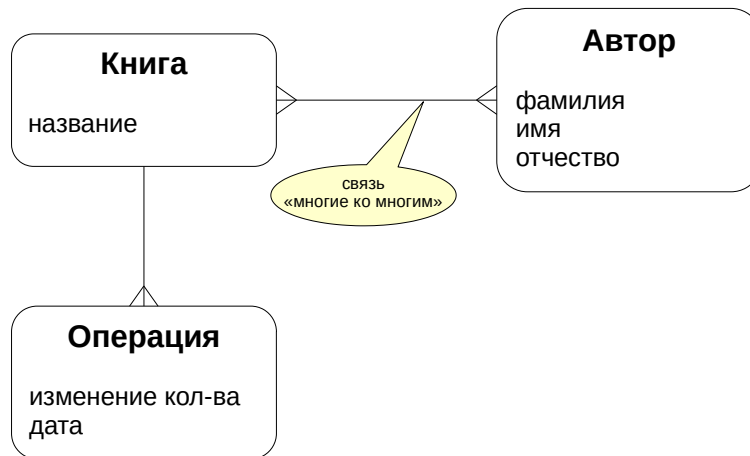 Книга
название
Автор
фамилия
имя
отчество
связь
«многие ко многим»
Операция
изменение кол-ва
дата